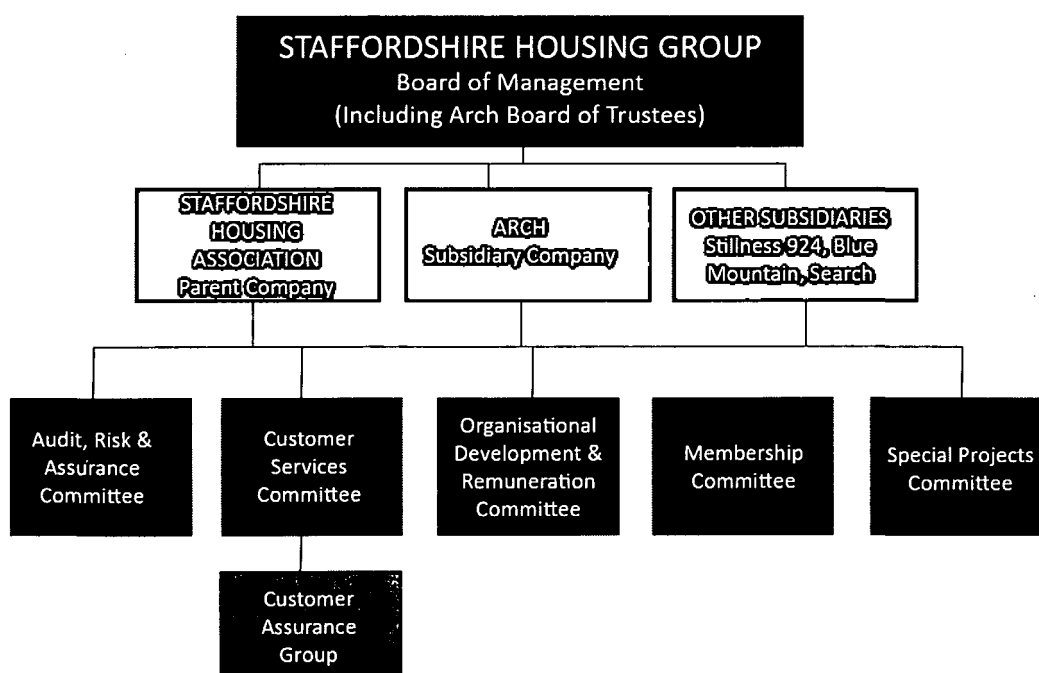 STAFFORDSHIRE HOUSING GROUP
Board of Management
(Including Arch Board of Trustees)
STAFFORDSHIRE
HOUSING
ASSOCIATION
Parent Company
ARCH
Subsidiary Company
OTHER SUBSIDIARIES
Stillness 924, Blue
Mountain, Search
Audit, Risk &
Assurance
Committee
Customer
Services
Committee
Organisational
Development &
Remuneration
Committee
Membership
Committee
Special Projects
Committee
Customer
Assurance
Group